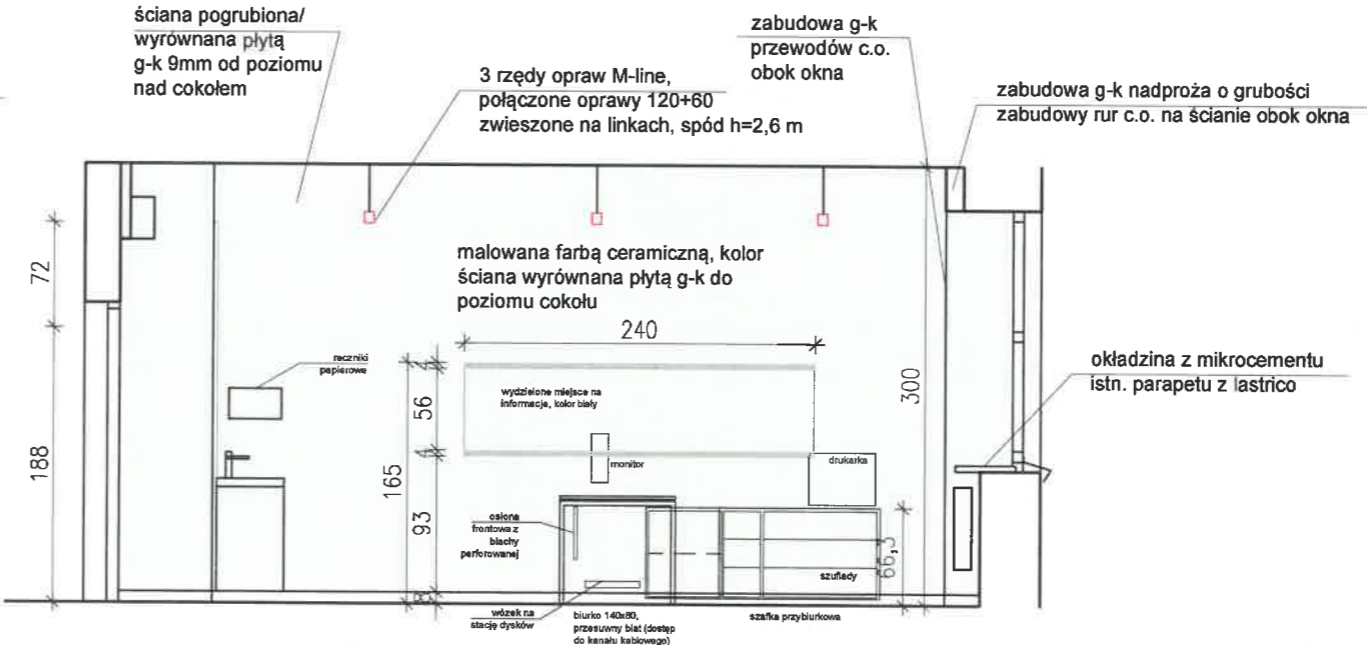 ściana pogrubiona/
wyrównana płytą
g-k 9mm od poziomu
nad cokołem
3 rzędy opraw M-line,
połączone oprawy 120+60
zwieszone na linkach, spód h=2,6 m
zabudowa g-k
przewodów c.o.
obok okna
zabudowa g-k nadproża o grubości
zabudowy rur c.o. na ścianie obok okna
malowana farbą ceramiczną, kolor
ściana wyrównana płytą g-k do
poziomu cokołu
72
188
240
300
ręczniki
papierowe
165
4
56
4
93
8
wydzielone miejsce na
informacje, kolor biały
monitor
drukarka
okładzina z mikrocementu
istn. parapetu z lastrico
osłona
frontowa z
blachy
perforowanej
szuflady
66,3
wózek na
stację dysków
biurko 140x80,
przesuwny blat (dostęp
do kanału kablowego)
szafka przybiurkowa